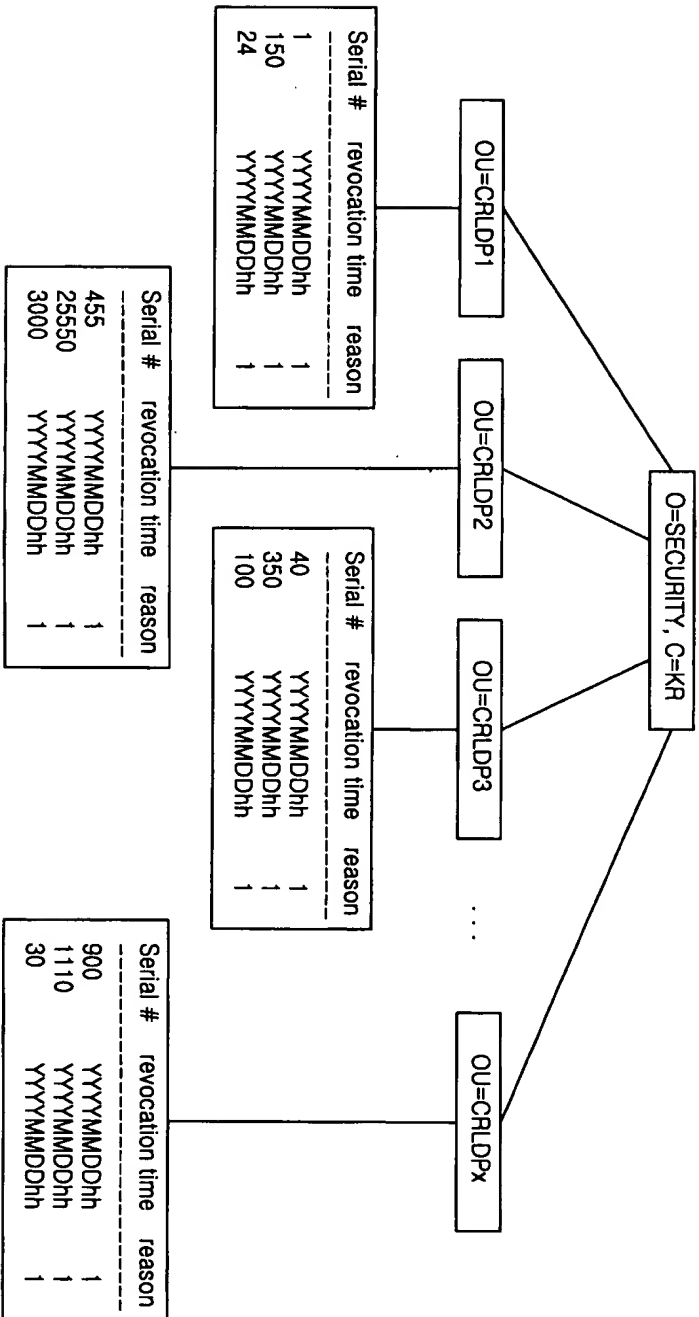 O=SECURITY, C=KR
OU=CRLDP1
OU=CRLDP2
OU=CRLDP3
...
OU=CRLDPx
Serial # revocation time reason
1 YYYYMMDDhh 1
150 YYYYMMDDhh 1
24 YYYYMMDDhh 1
Serial # revocation time reason
455 YYYYMMDDhh 1
25550 YYYYMMDDhh 1
3000 YYYYMMDDhh 1
Serial # revocation time reason
40 YYYYMMDDhh 1
350 YYYYMMDDhh 1
100 YYYYMMDDhh 1
Serial # revocation time reason
900 YYYYMMDDhh 1
1110 YYYYMMDDhh 1
30 YYYYMMDDhh 1